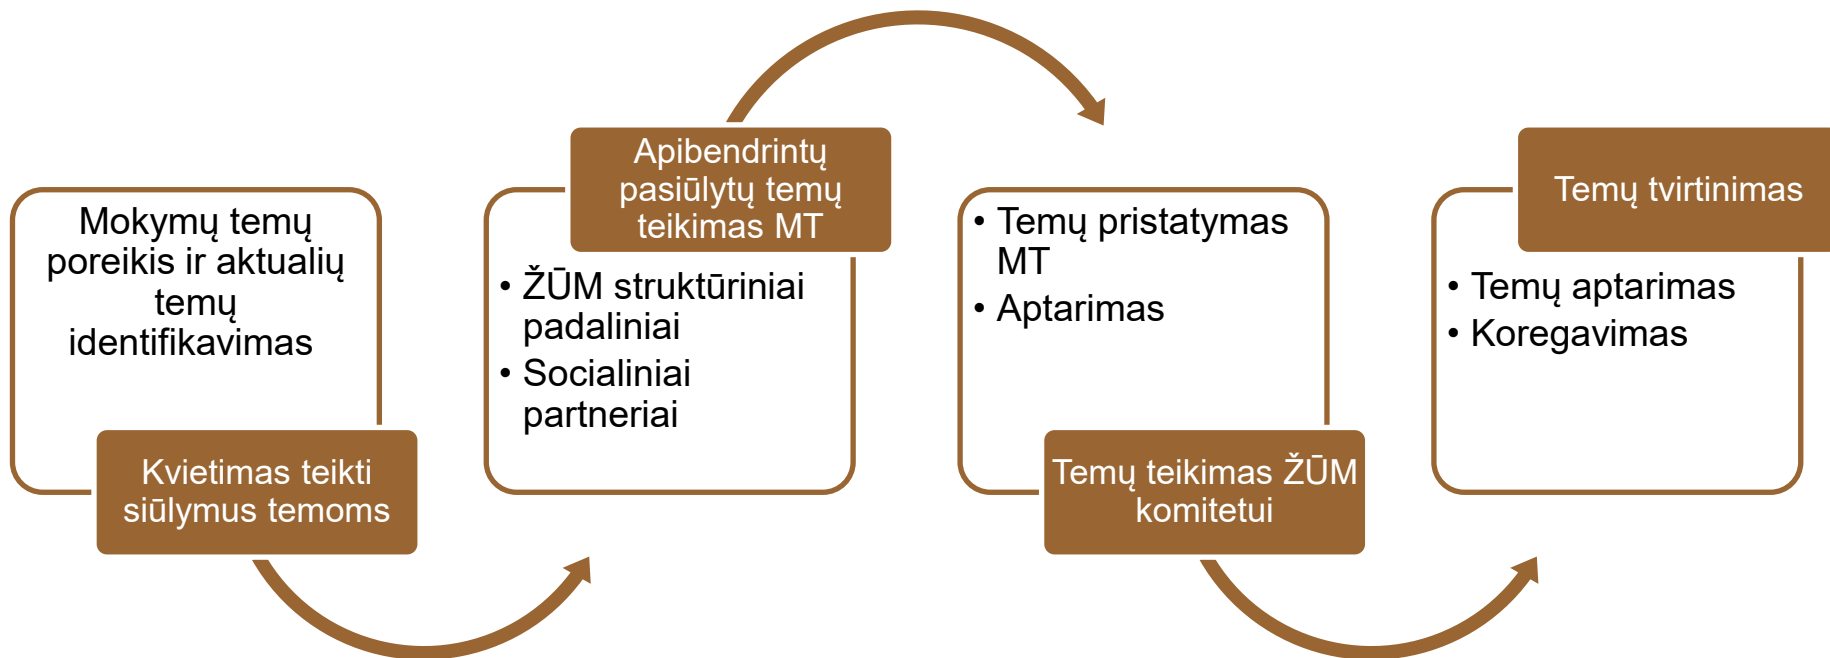 Mokymų temų
poreikis ir aktualių
temų
identifikavimas
Kvietimas teikti
siūlymus temoms
Apibendrintų
pasiūlytų temų
teikimas MT
• ŽŪM struktūriniai
padaliniai
• Socialiniai
partneriai
• Temų pristatymas
MT
• Aptarimas
Temų teikimas ŽŪM
komitetui
Temų tvirtinimas
• Temų aptarimas
• Koregavimas